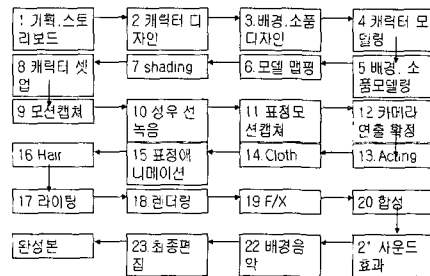 1 기획.스토
리보드
2 캐릭터 디
자인
3.배경.소품
디자인
4 캐릭터 모
델링
8 캐릭터 셋
업
7 shading
6.모델 맵핑
5 배경. 소
품모델링
9 모션캡쳐
10 성우 선
녹음
11 표정모
션캡쳐
12 카메라
연출 확정
16 Hair
15 표정애
니메이션
14.Cloth
13.Acting
17 라이팅
18 렌더링
19 F/X
20 합성
완성본
23.최종편
집
22 배경음
악
2' 사운드
효과